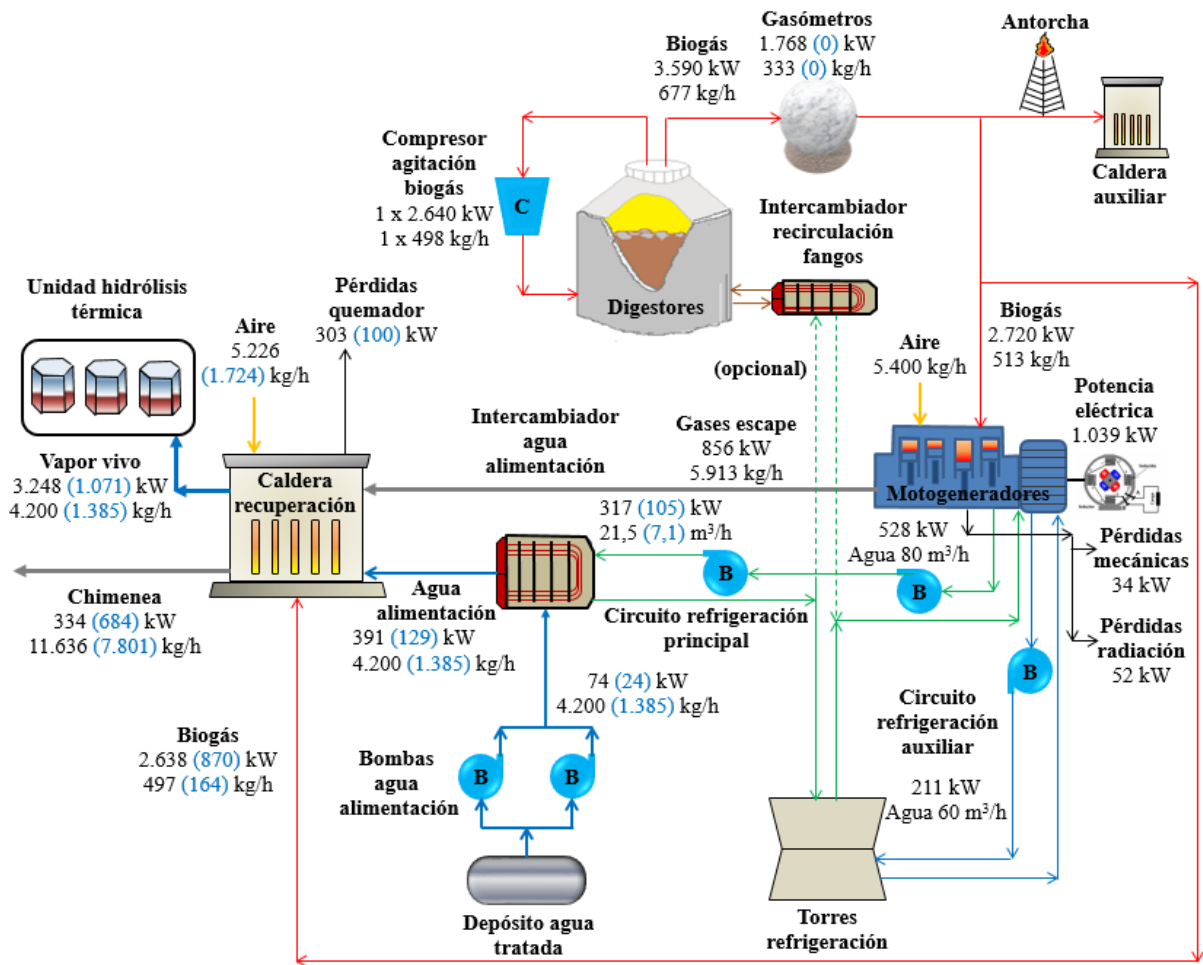 Gasómetros
1.768 (0) kW
333 (0) kg/h
Antorcha
Biogás
3.590 kW
677 kg/h
Caldera
auxiliar
Compresor
agitación
biogás
1 x 2.640 kW
1 x 498 kg/h
C
Intercambiador
recirculación
fangos
Digestores
Unidad hidrólisis
térmica
Pérdidas
quemador
303 (100) kW
Aire
5.226
(1.724) kg/h
(opcional)
Aire
5.400 kg/h
Biogás
2.720 kW
513 kg/h
Potencia
eléctrica
1.039 kW
Intercambiador
agua
alimentación
Gases escape
856 kW
5.913 kg/h
Vapor vivo
3.248 (1.071) kW
4.200 (1.385) kg/h
Caldera
recuperación
Motogeneradores
317 (105) kW
21,5 (7,1) m³/h
528 kW
Agua 80 m³/h
Pérdidas
mecánicas
34 kW
B
B
Chimenea
334 (684) kW
11.636 (7.801) kg/h
Agua
alimentación
391 (129) kW
4.200 (1.385) kg/h
Circuito refrigeración
principal
Pérdidas
radiación
52 kW
B
74 (24) kW
4.200 (1.385) kg/h
Circuito
refrigeración
auxiliar
211 kW
Agua 60 m³/h
Biogás
2.638 (870) kW
497 (164) kg/h
Bombas
agua
alimentación
B
B
Depósito agua
tratada
Torres
refrigeración